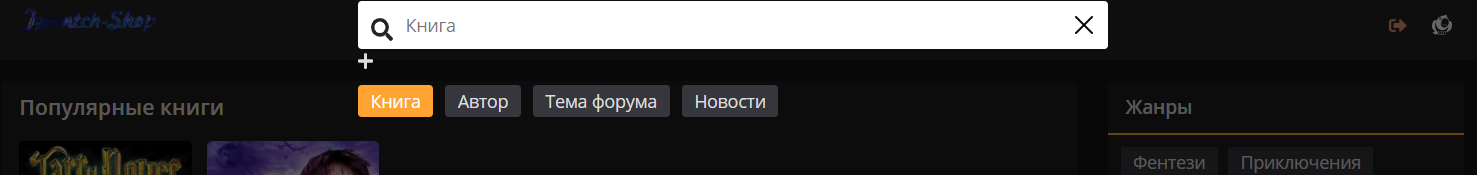 Книга
Книга
Автор
Тема форума
Новости
Популярные книги
Жанры
Фентези
Приключения